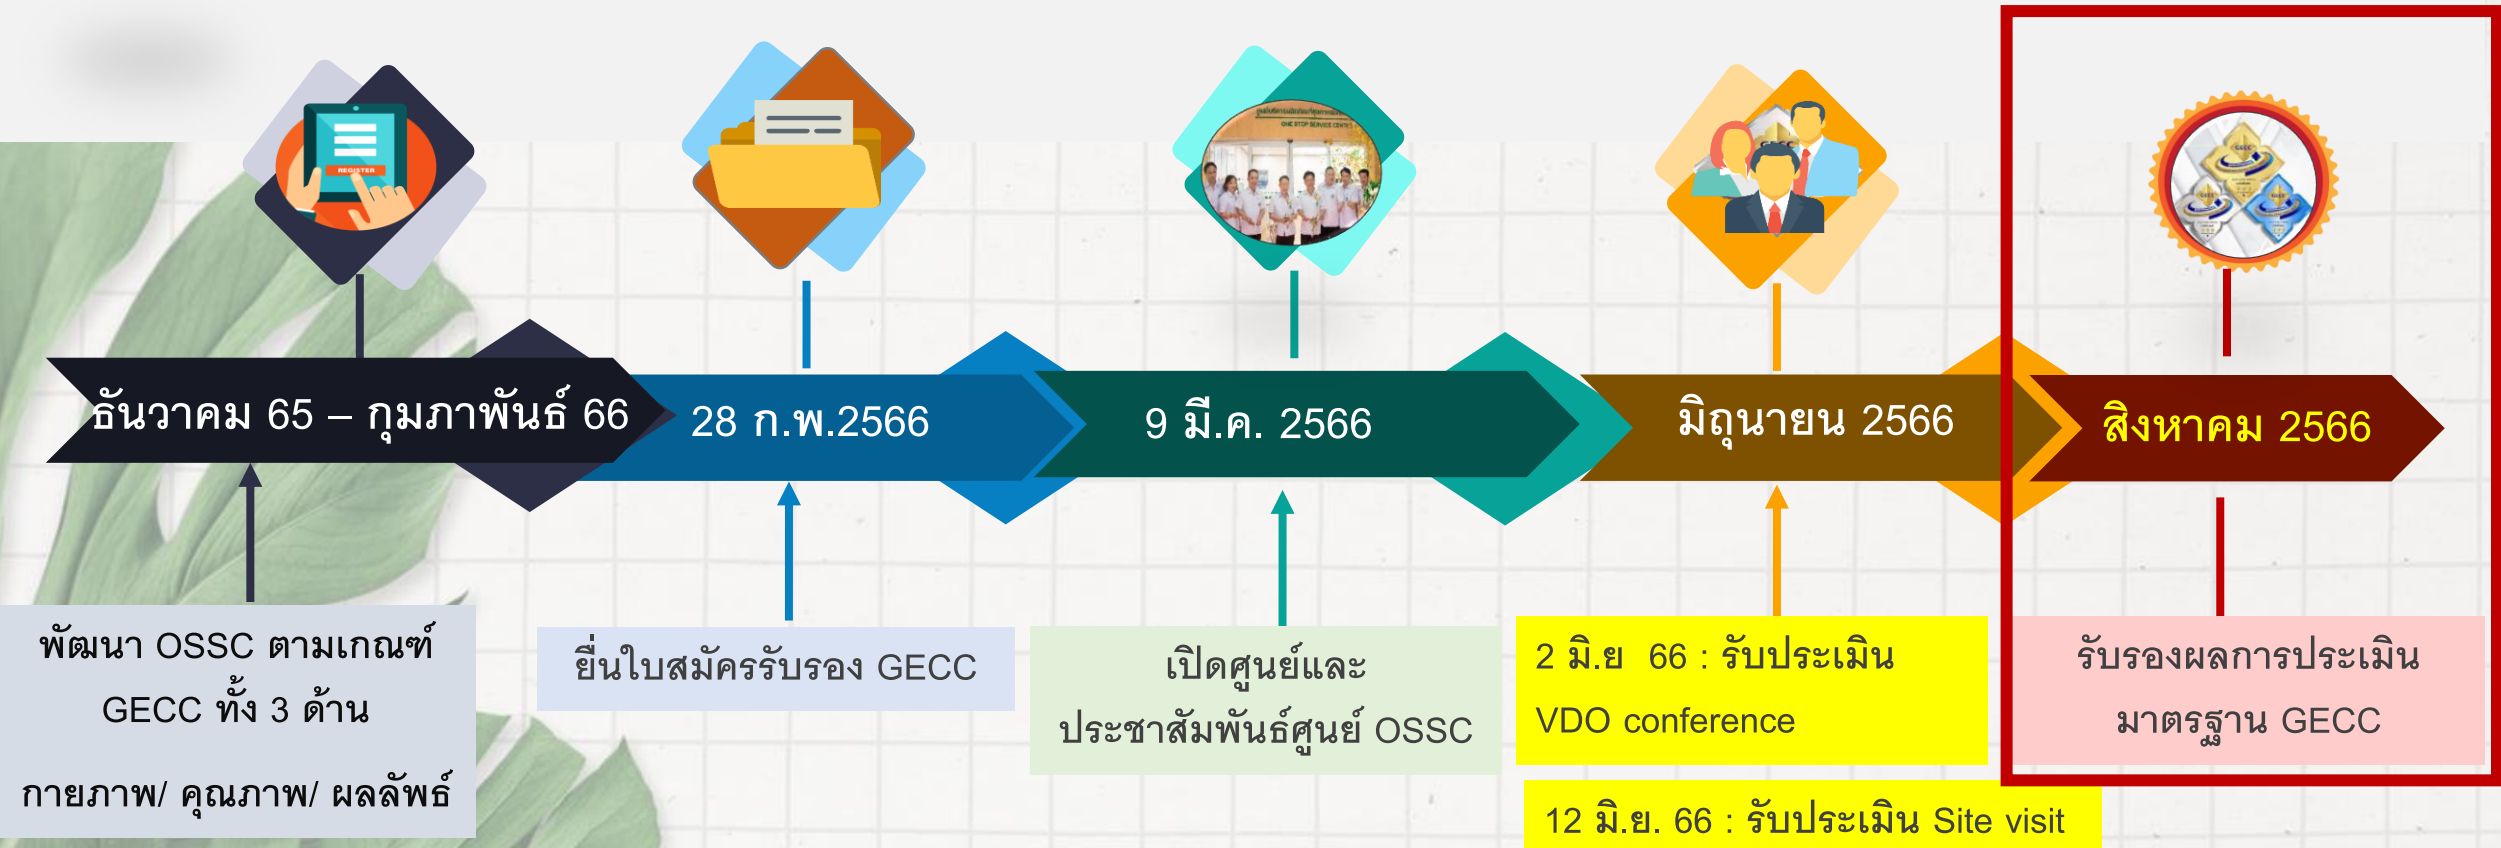 REGISTER
ONE STOP SERVICE CENTER
GECC
GECC
ธันวาคม 65 – กุมภาพันธ์ 66
28 ก.พ.2566
9 มี.ค. 2566
มิถุนายน 2566
สิงหาคม 2566
พัฒนา OSSC ตามเกณฑ์
GECC ทั้ง 3 ด้าน
กายภาพ/ คุณภาพ/ ผลลัพธ์
ยื่นใบสมัครรับรอง GECC
เปิดศูนย์และ
ประชาสัมพันธ์ศูนย์ OSSC
2 มิ.ย  66 : รับประเมิน
VDO conference
12 มิ.ย. 66 : รับประเมิน Site visit
รับรองผลการประเมิน
มาตรฐาน GECC